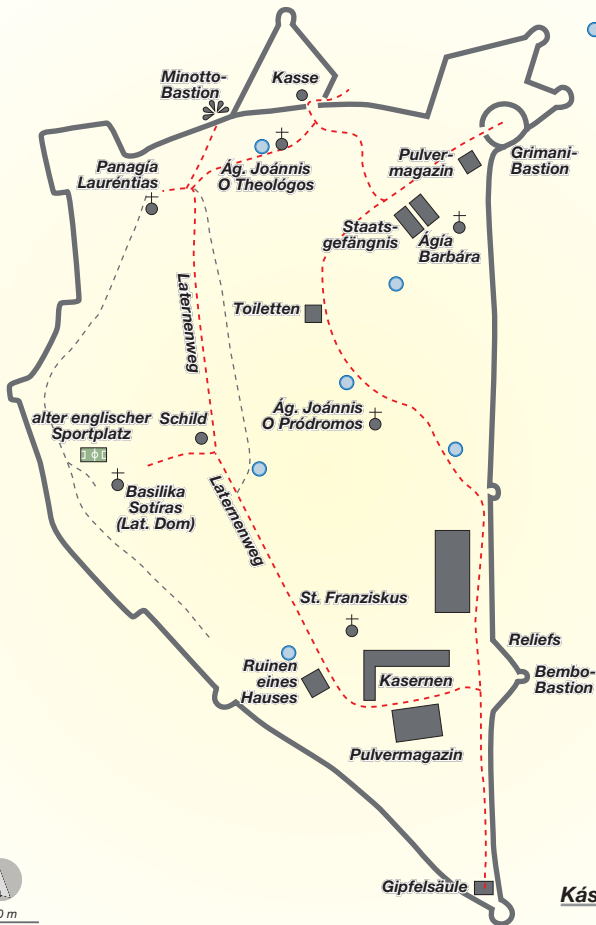 Minotto-
Bastion
Kasse
Panagía
Lauréntias
Ág. Joánnis
O Theológos
Pulver-
magazin
Grimani-
Bastion
Staats-
gefängnis
Ágía
Barbára
Laternenweg
Toiletten
alter englischer
Sportplatz
Schild
Ág. Joánnis
O Pródromos
Basilika
Sotíras
(Lat. Dom)
Laternenweg
St. Franziskus
Reliefs
Ruinen
eines
Hauses
Kasernen
Bembo-
Bastion
Pulvermagazin
Gipfelsäule
0 m
Kás